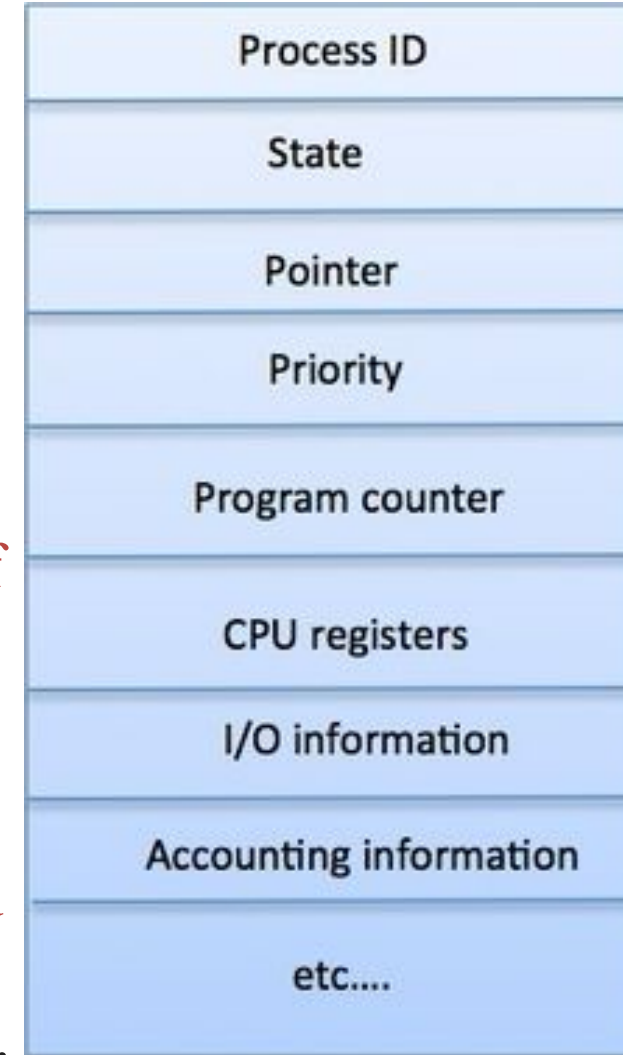 Process ID
State
Pointer
Priority
Program counter
CPU registers
I/O information
Accounting information
etc....